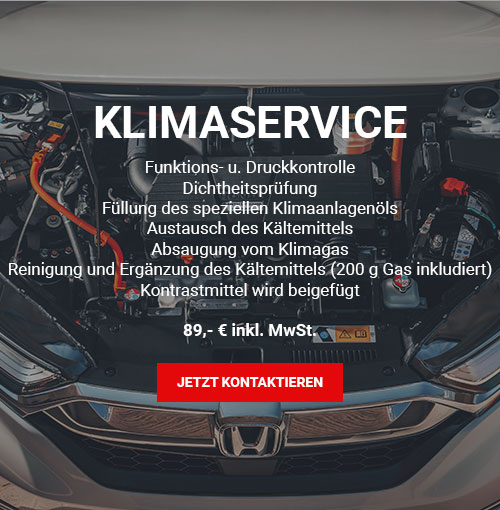 KLIMASERVICE
Funktions- u. Druckkontrolle
Dichtheitsprüfung
Füllung des speziellen Klimaanlagenöls
Austausch des Kältemittels
Absaugung vom Klimagas
Reinigung und Ergänzung des Kältemittels (200 g Gas inkludiert)
Kontrastmittel wird beigefügt
89,- € inkl. MwSt.
JETZT KONTAKTIEREN